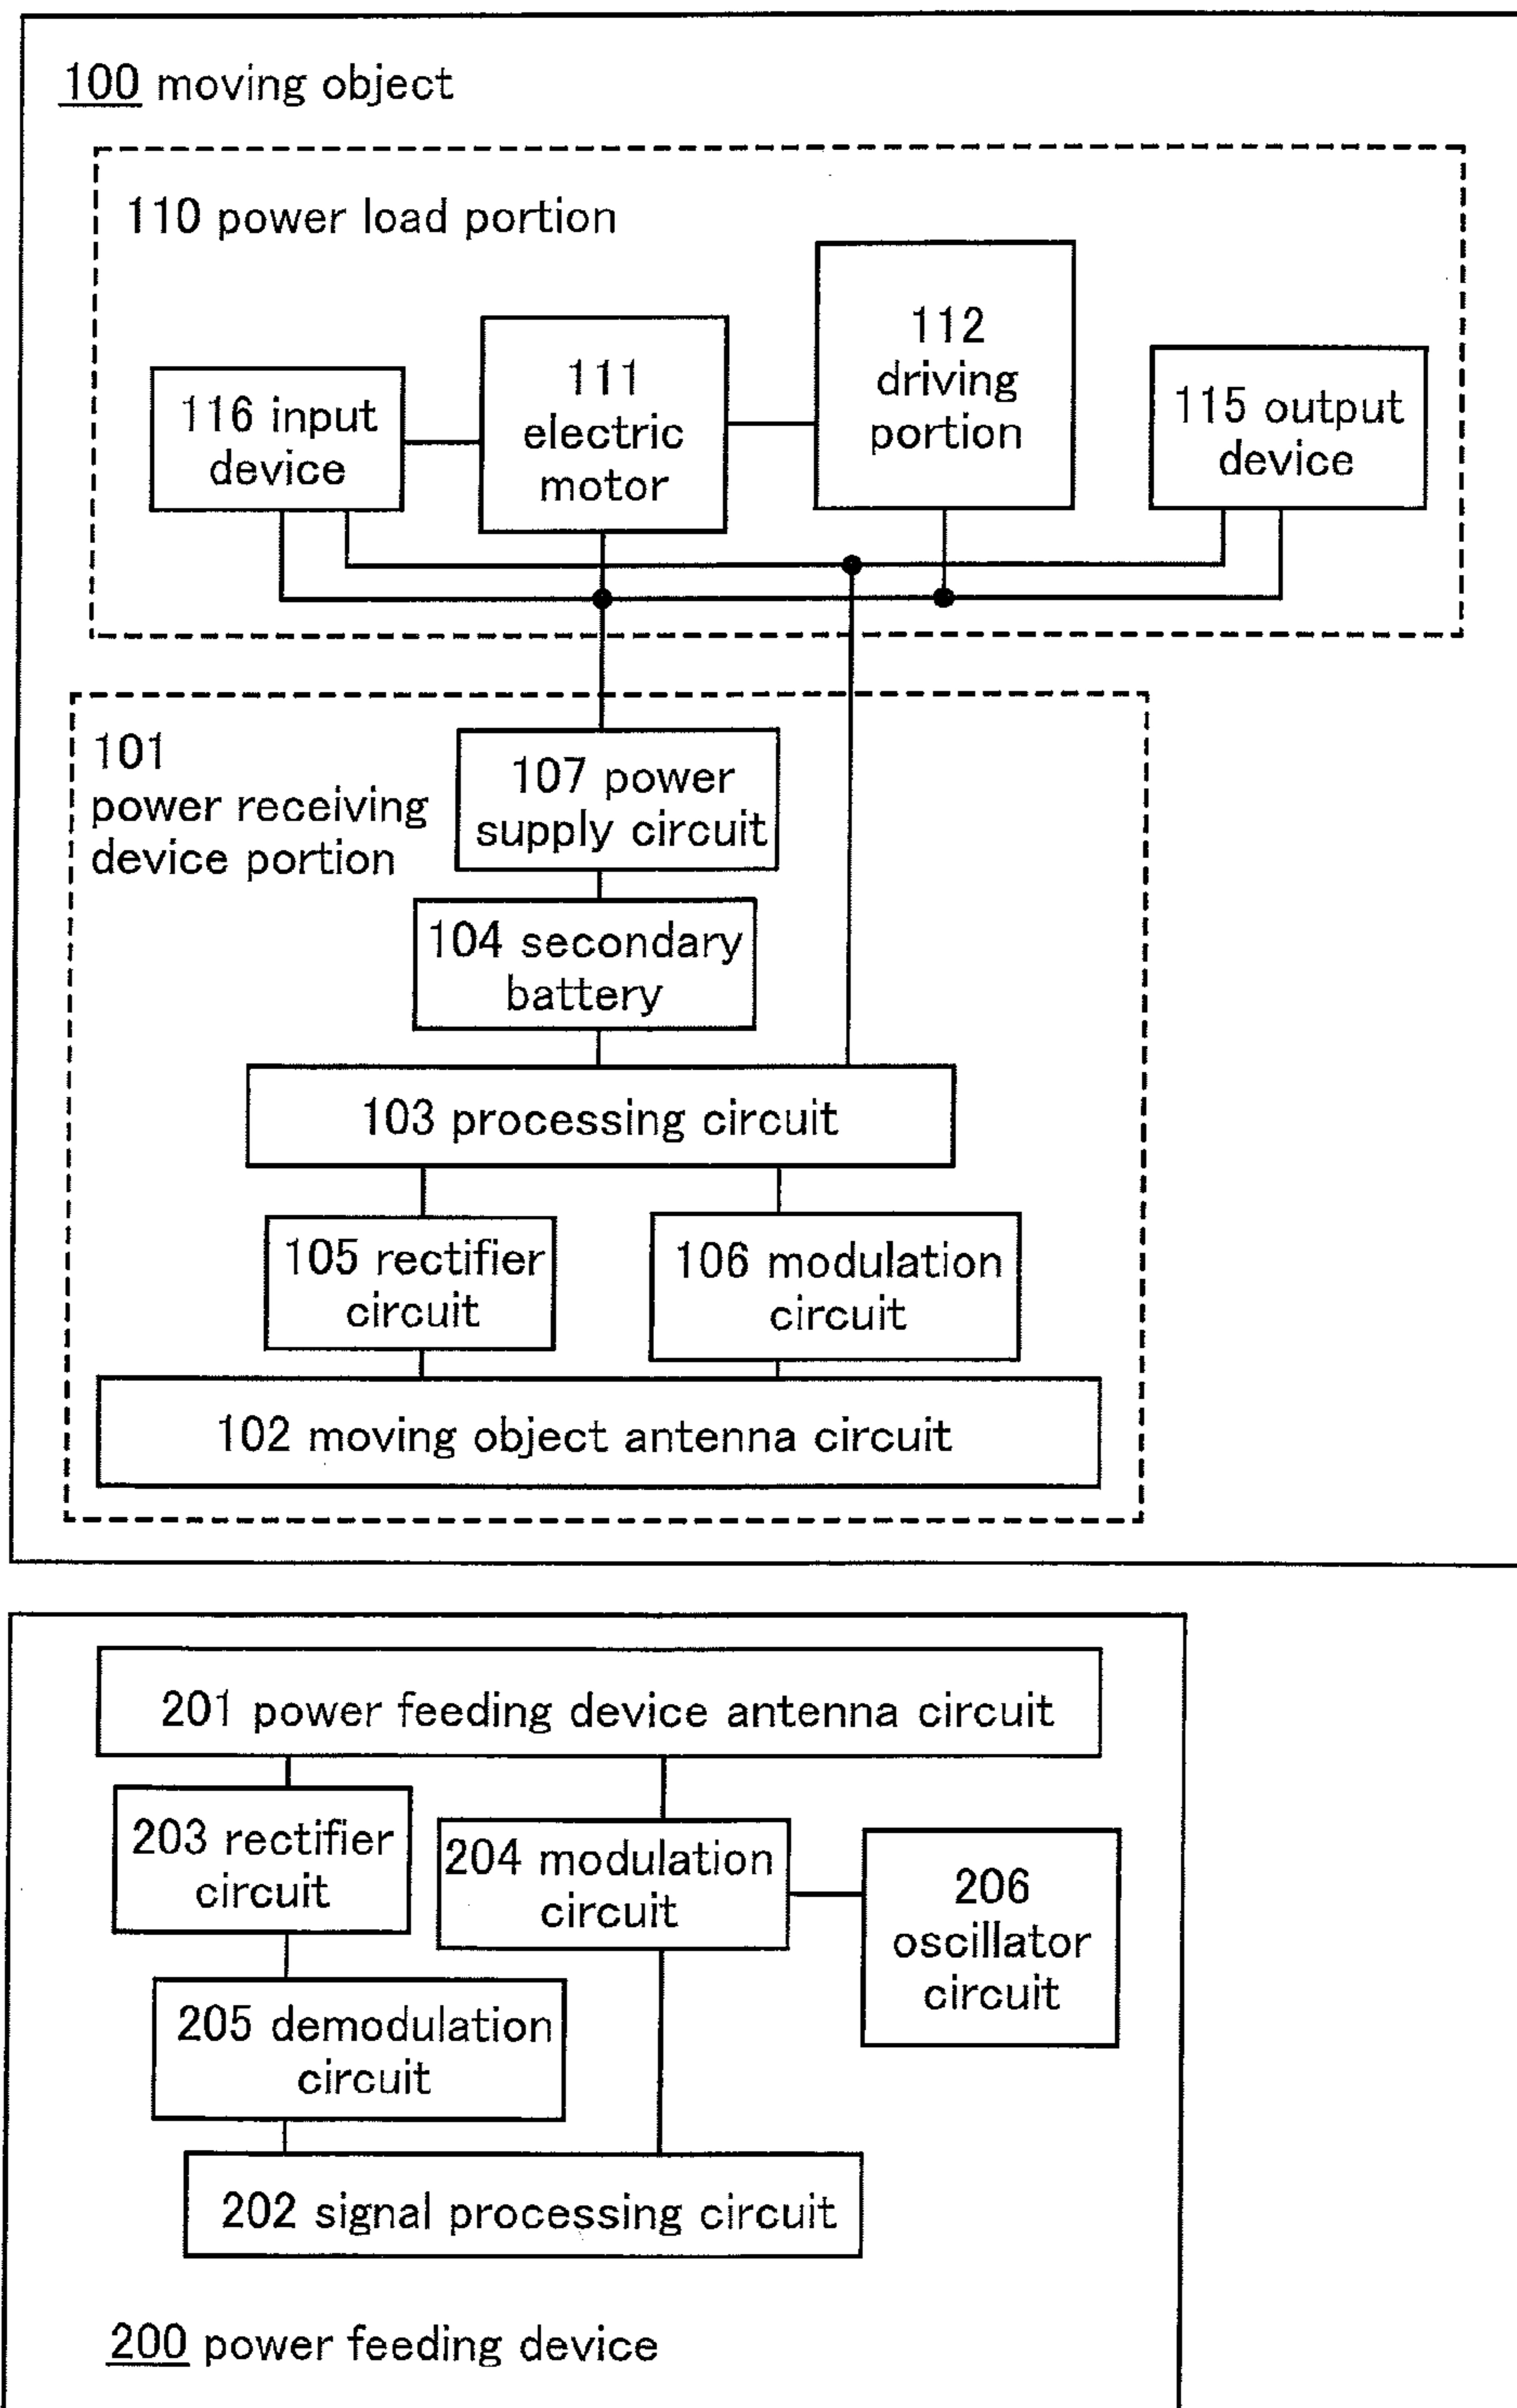 100 moving object
110 power load portion
116 input
device
111
electric
motor
112
driving
portion
115 output
device
101
power receiving
device portion
107 power
supply circuit
104 secondary
battery
103 processing circuit
105 rectifier
circuit
106 modulation
circuit
102 moving object antenna circuit
201 power feeding device antenna circuit
203 rectifier
circuit
204 modulation
circuit
206
oscillator
circuit
205 demodulation
circuit
202 signal processing circuit
200 power feeding device